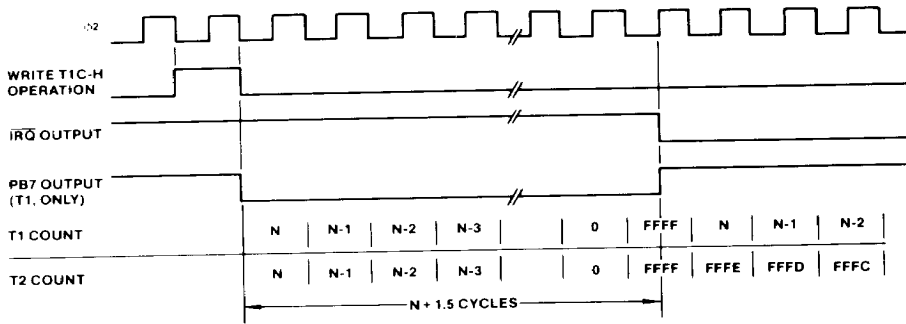 ϕ2
WRITE T1C-H
OPERATION
IRQ OUTPUT
PB7 OUTPUT
(T1, ONLY)
T1 COUNT N N-1 N-2 N-3 0 FFFF N N-1 N-2
T2 COUNT N N-1 N-2 N-3 0 FFFF FFFE FFFD FFFC
N + 1.5 CYCLES